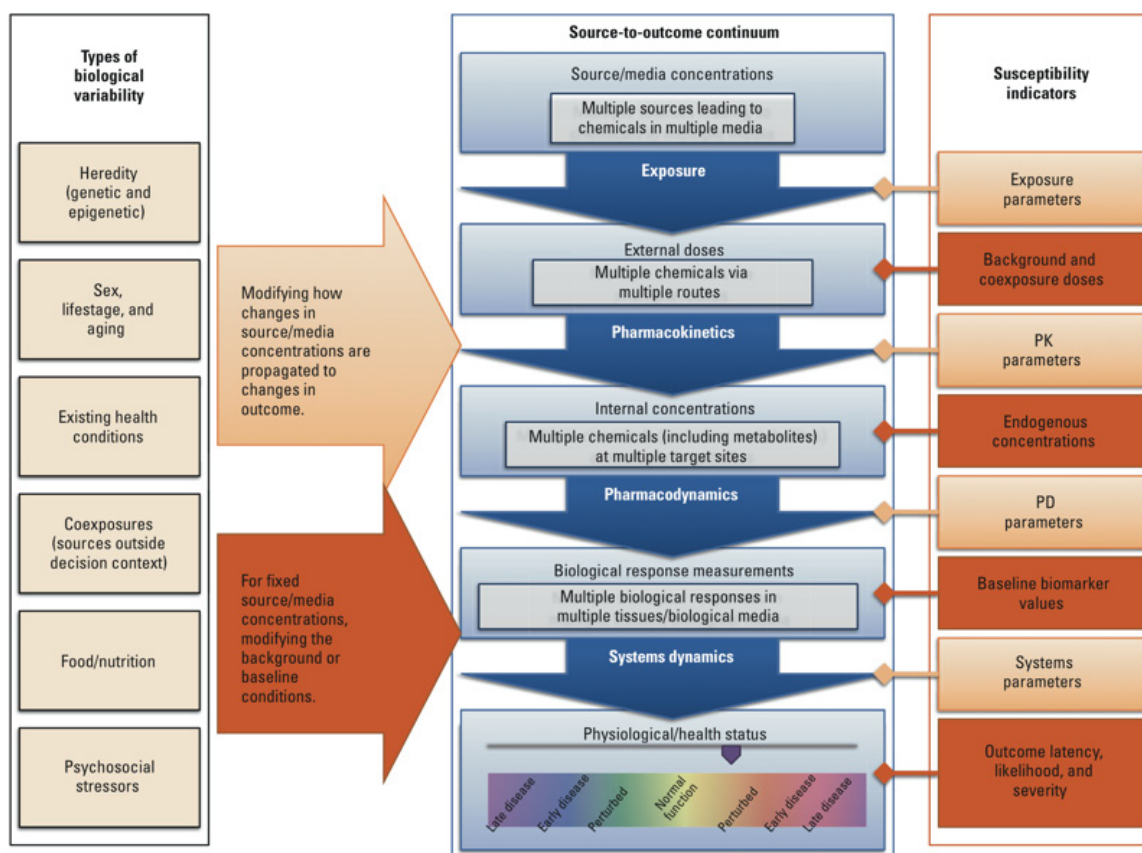 Types of
biological
variability
Heredity
(genetic and
epigenetic)
Sex,
lifestage, and
aging
Existing health
conditions
Coexposures
(sources outside
decision context)
Food/nutrition
Psychosocial
stressors
Modifying how
changes in
source/media
concentrations are
propagated to
changes in
outcome.
For fixed
source/media
concentrations,
modifying the
background or
baseline
conditions.
Source-to-outcome continuum
Source/media concentrations
Multiple sources leading to
chemicals in multiple media
Exposure
External doses
Multiple chemicals via
multiple routes
Pharmacokinetics
Internal concentrations
Multiple chemicals (including metabolites)
at multiple target sites
Pharmacodynamics
Biological response measurements
Multiple biological responses in
multiple tissues/biological media
Systems dynamics
Physiological/health status
Late disease
Early disease
Perturbed
Normal
function
Perturbed
Early disease
Late disease
Susceptibility
indicators
Exposure
parameters
Background and
coexposure doses
PK
parameters
Endogenous
concentrations
PD
parameters
Baseline biomarker
values
Systems
parameters
Outcome latency,
likelihood, and
severity